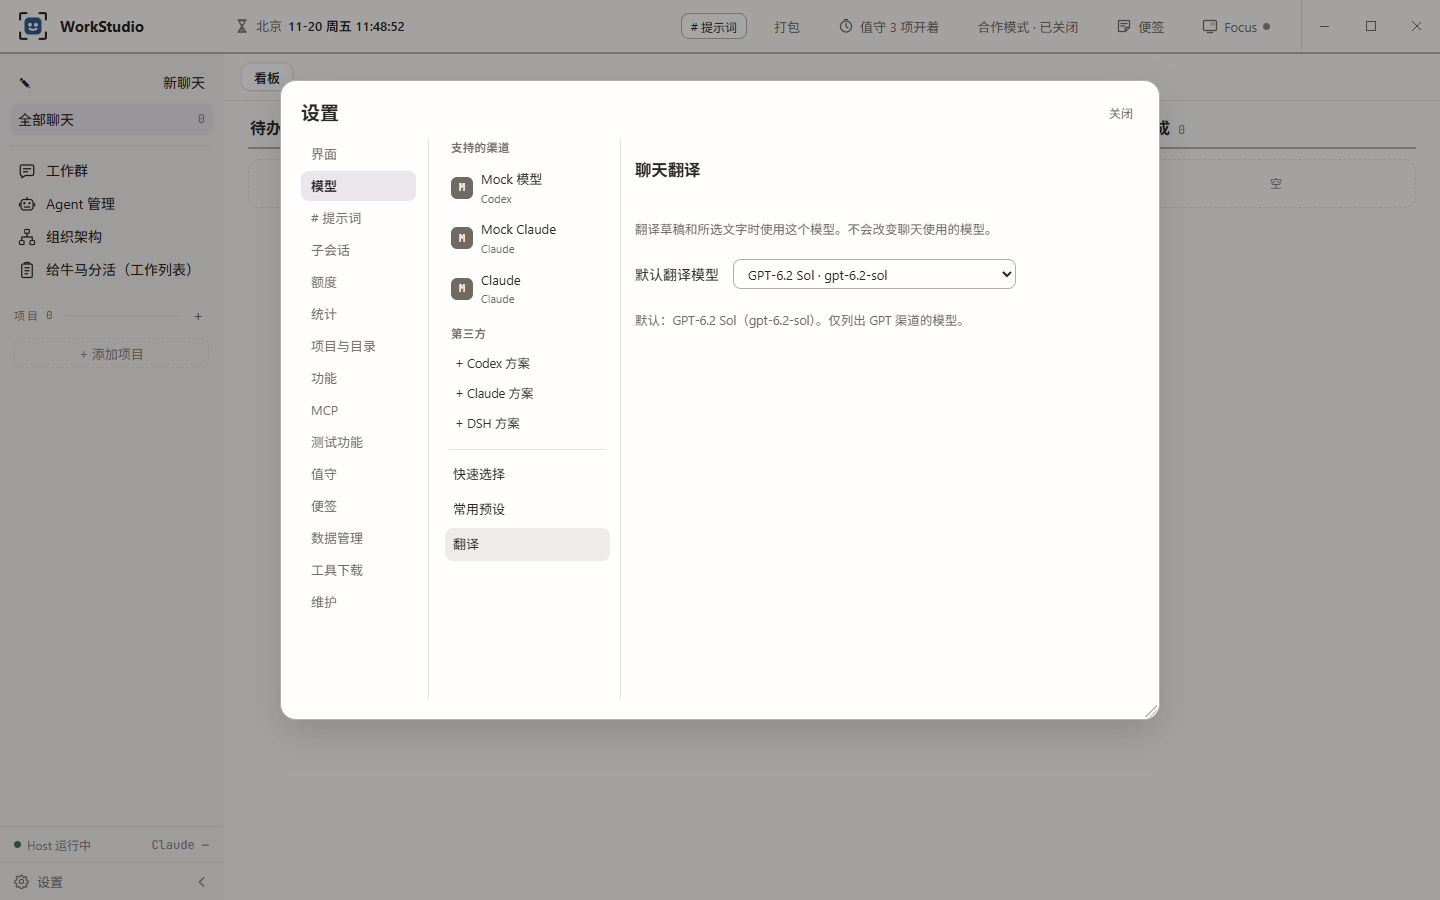 WorkStudio
北京 11-20 周五 11:48:52
# 提示词
打包
值守 3 项开着
合作模式 · 已关闭
便签
Focus
新聊天
全部聊天 0
工作群
Agent 管理
组织架构
给牛马分活（工作列表）
项目 0 +
+ 添加项目
Host 运行中 Claude —
设置
看板
待办
成 0
空
设置
关闭
界面
模型
# 提示词
子会话
额度
统计
项目与目录
功能
MCP
测试功能
值守
便签
数据管理
工具下载
维护
支持的渠道
M Mock 模型
Codex
M Mock Claude
Claude
M Claude
Claude
第三方
+ Codex 方案
+ Claude 方案
+ DSH 方案
快速选择
常用预设
翻译
聊天翻译
翻译草稿和所选文字时使用这个模型。不会改变聊天使用的模型。
默认翻译模型 GPT-6.2 Sol · gpt-6.2-sol
默认：GPT-6.2 Sol（gpt-6.2-sol）。仅列出 GPT 渠道的模型。